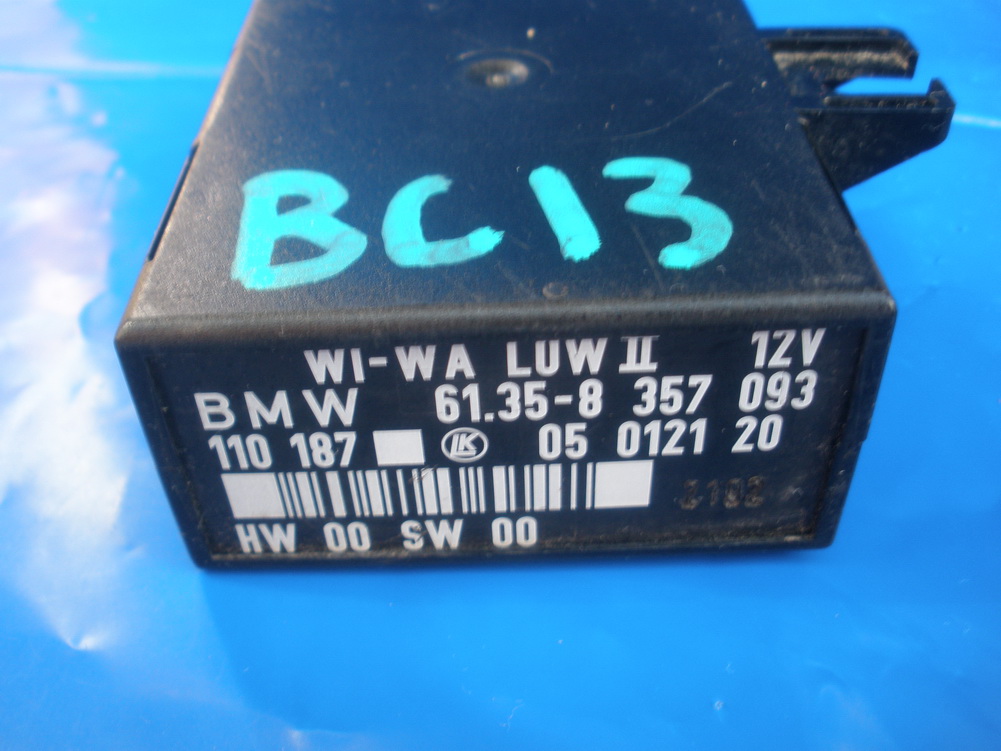 BC13
WI-WA LUW II 12V
BMW 61.35-8 357 093
110 187 LK 05 0121 20
HW 00 SW 00